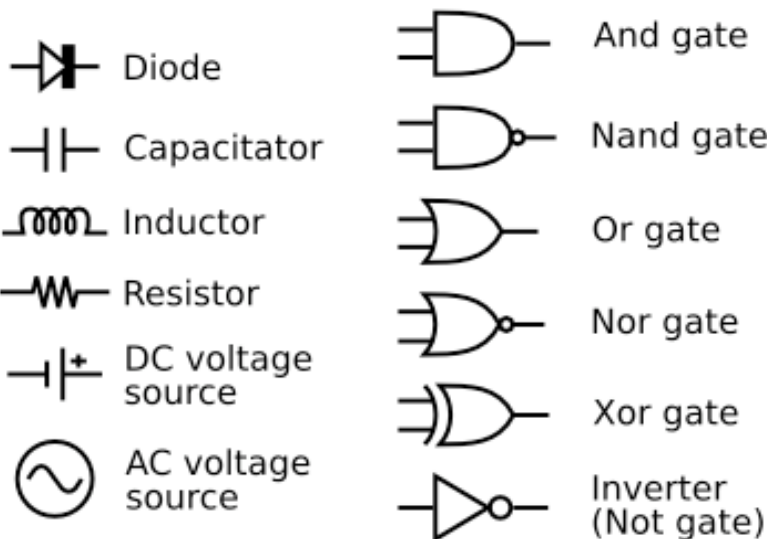 Diode
Capacitator
Inductor
Resistor
+
DC voltage
source
AC voltage
source
And gate
Nand gate
Or gate
Nor gate
Xor gate
Inverter
(Not gate)